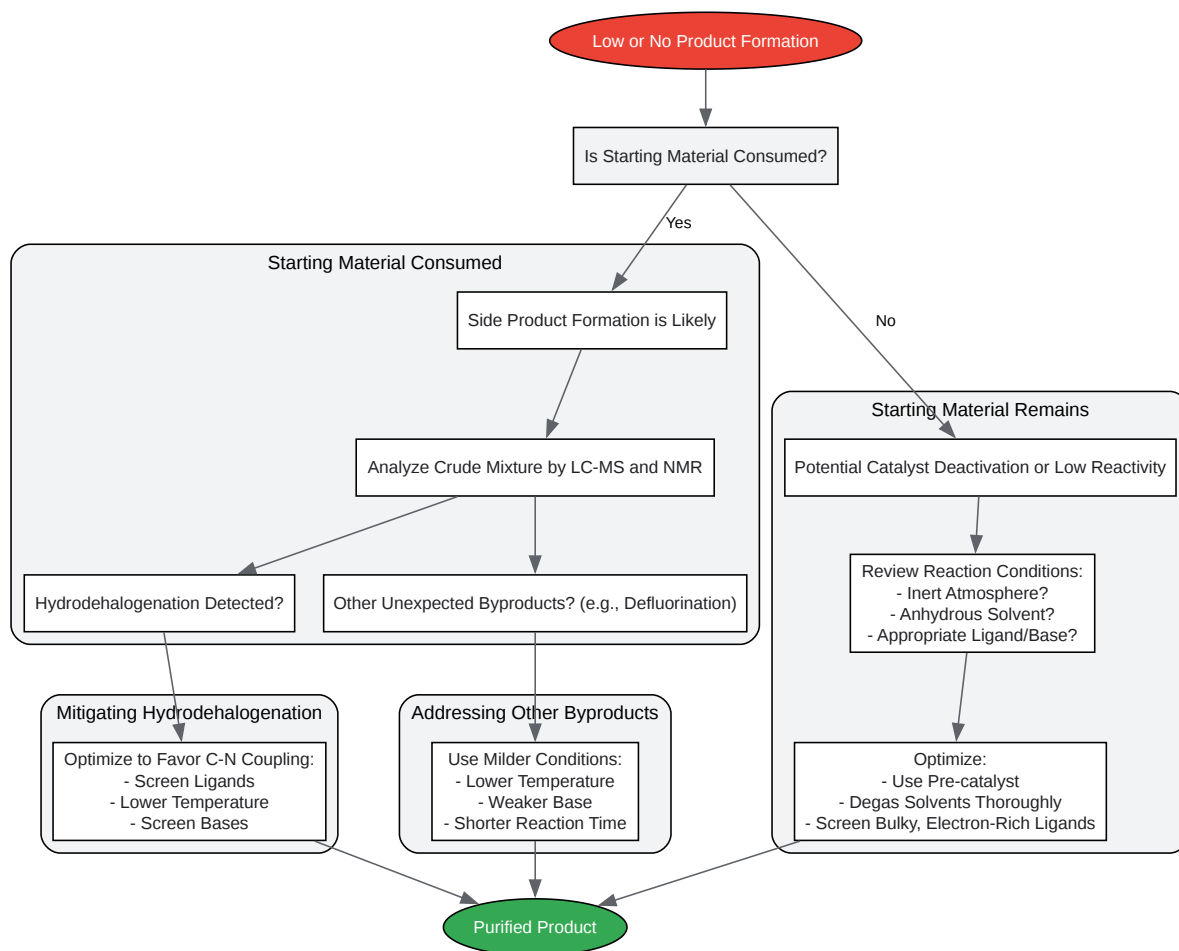 Low or No Product Formation
Is Starting Material Consumed?
Yes
Starting Material Consumed
Side Product Formation is Likely
No
Starting Material Remains
Analyze Crude Mixture by LC-MS and NMR
Potential Catalyst Deactivation or Low Reactivity
Hydrodehalogenation Detected?
Other Unexpected Byproducts? (e.g., Defluorination)
Review Reaction Conditions:
- Inert Atmosphere?
- Anhydrous Solvent?
- Appropriate Ligand/Base?
Mitigating Hydrodehalogenation
Optimize to Favor C-N Coupling:
- Screen Ligands
- Lower Temperature
- Screen Bases
Addressing Other Byproducts
Use Milder Conditions:
- Lower Temperature
- Weaker Base
- Shorter Reaction Time
Optimize:
- Use Pre-catalyst
- Degas Solvents Thoroughly
- Screen Bulky, Electron-Rich Ligands
Purified Product